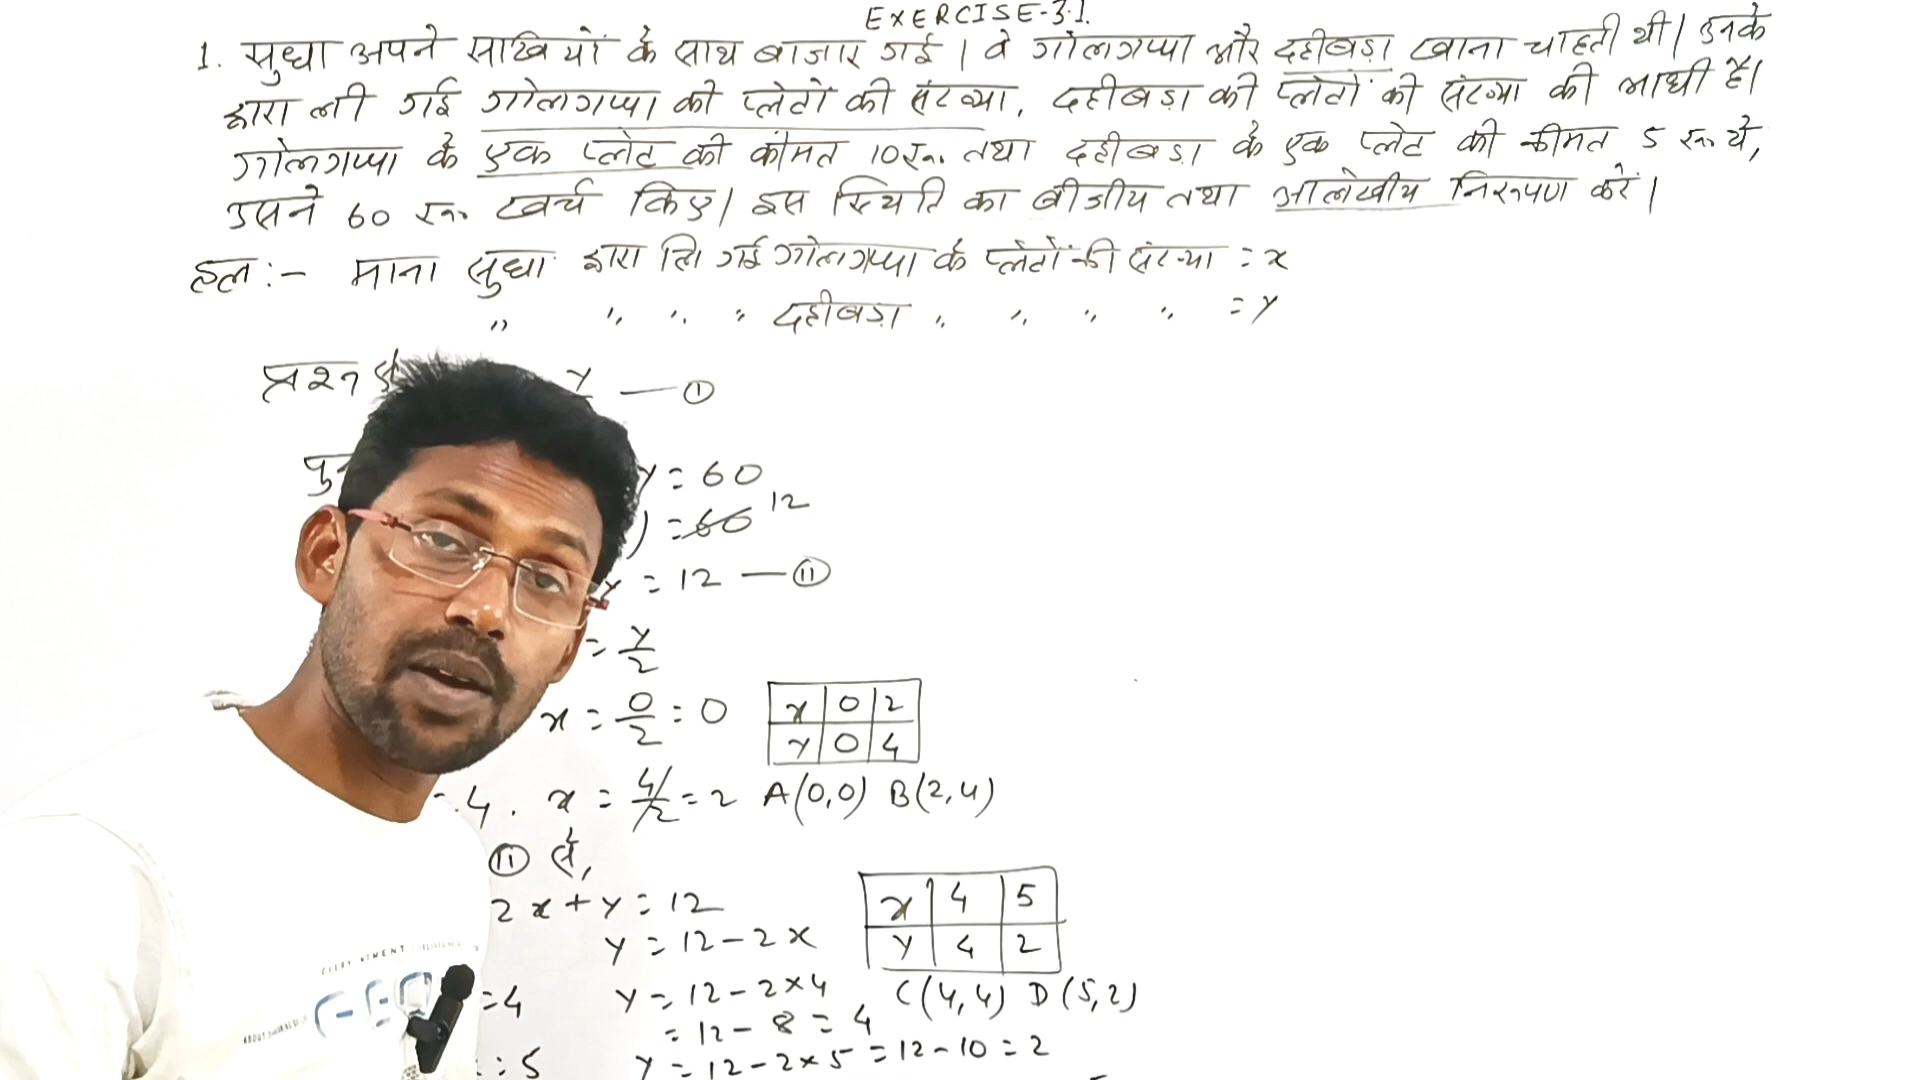 EXERCISE-3.1.
1. सुधा अपने सखियों के साथ बाजार गई। वे गोलगप्पा और दहीबड़ा खाना चाहती थी। उनके
द्वारा ली गई गोलगप्पा की प्लेटों की संख्या, दहीबड़ा की प्लेटों की संख्या की आधी है।
गोलगप्पा के एक प्लेट की कीमत 10रू. तथा दहीबड़ा के एक प्लेट की कीमत 5 रू. थे,
उसने 60 रू. खर्च किए। इस स्थिति का बीजीय तथा आलेखीय निरूपण करें।
हल:- माना सुधा द्वारा ली गई गोलगप्पा के प्लेटों की संख्या = x
" " " " दहीबड़ा " " " " = y
प्रश्न से y — ①
y = 60
) = 60 12
y = 12 — ⑪
= y/2
x = 0/2 = 0
x | 0 | 2
y | 0 | 4
4. x = 4/2 = 2 A(0,0) B(2,4)
⑪ से,
2x + y = 12
x | 4 | 5
y | 4 | 2
y = 12 - 2x
=4 y = 12 - 2×4 C(4,4) D(5,2)
= 12 - 8 = 4
5 y = 12 - 2×5 = 12 - 10 = 2